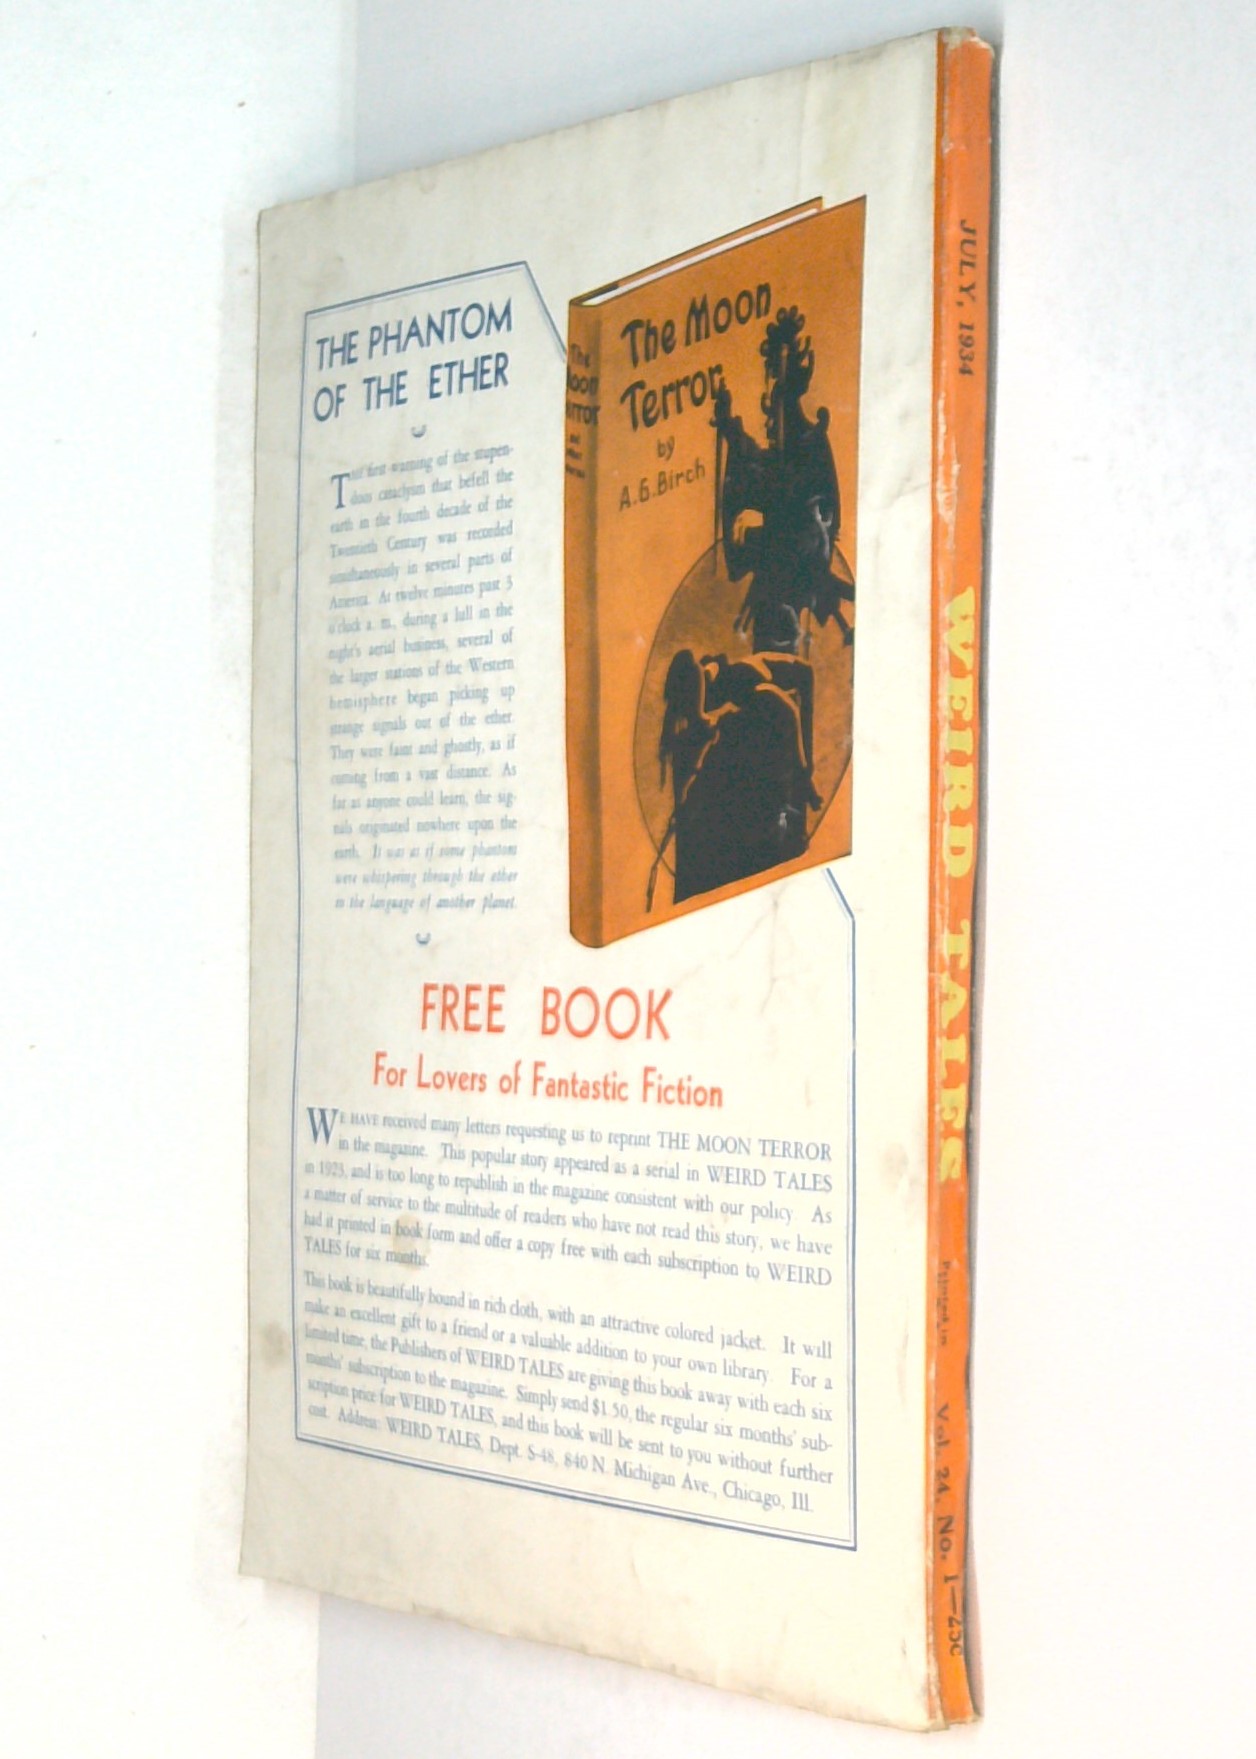 THE PHANTOM
OF THE ETHER
THE first warning of the stupen-
dous cataclysm that befell the
earth in the fourth decade of the
Twentieth Century was recorded
simultaneously in several parts of
America. At twelve minutes past 3
o'clock a. m., during a lull in the
night's aerial business, several of
the larger stations of the Western
hemisphere began picking up
strange signals out of the ether.
They were faint and ghostly, as if
coming from a vast distance. As
far as anyone could learn, the sig-
nals originated nowhere upon the
earth. It was as if some phantom
were whispering through the ether
in the language of another planet.
The Moon
Terror
by
A.G.Birch
The
Moon
Terror
and
FREE BOOK
For Lovers of Fantastic Fiction
WE HAVE received many letters requesting us to reprint THE MOON TERROR
in the magazine. This popular story appeared as a serial in WEIRD TALES
in 1923, and is too long to republish in the magazine consistent with our policy. As
a matter of service to the multitude of readers who have not read this story, we have
had it printed in book form and offer a copy free with each subscription to WEIRD
TALES for six months.
This book is beautifully bound in rich cloth, with an attractive colored jacket. It will
make an excellent gift to a friend or a valuable addition to your own library. For a
limited time, the Publishers of WEIRD TALES are giving this book away with each six
months' subscription to the magazine. Simply send $1.50, the regular six months' sub-
scription price for WEIRD TALES, and this book will be sent to you without further
cost. Address: WEIRD TALES, Dept. S-48, 840 N. Michigan Ave., Chicago, Ill.
JULY, 1934
WEIRD TALES
Printed in
Vol. 24, No. 1—25c